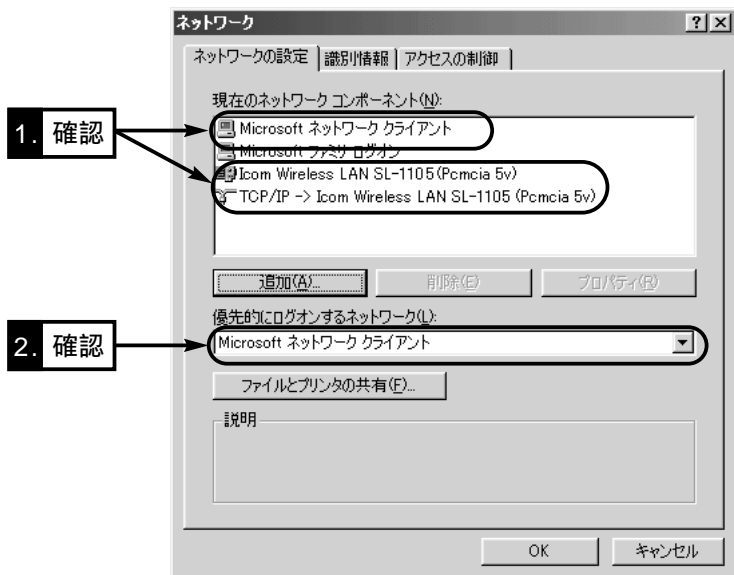 ネットワーク
ネットワークの設定 識別情報 アクセスの制御
現在のネットワーク コンポーネント(N):
1. 確認
Microsoft ネットワーク クライアント
Microsoft ファミリ ログオン
Icom Wireless LAN SL-1105(Pcmcia 5v)
TCP/IP -> Icom Wireless LAN SL-1105 (Pcmcia 5v)
追加(A)... 削除(E) プロパティ(R)
優先的にログオンするネットワーク(L):
2. 確認
Microsoft ネットワーク クライアント
ファイルとプリンタの共有(F)...
説明
OK キャンセル